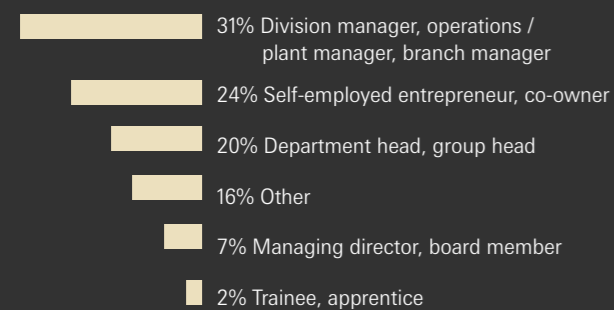 31% Division manager, operations /
plant manager, branch manager
24% Self-employed entrepreneur, co-owner
20% Department head, group head
16% Other
7% Managing director, board member
2% Trainee, apprentice